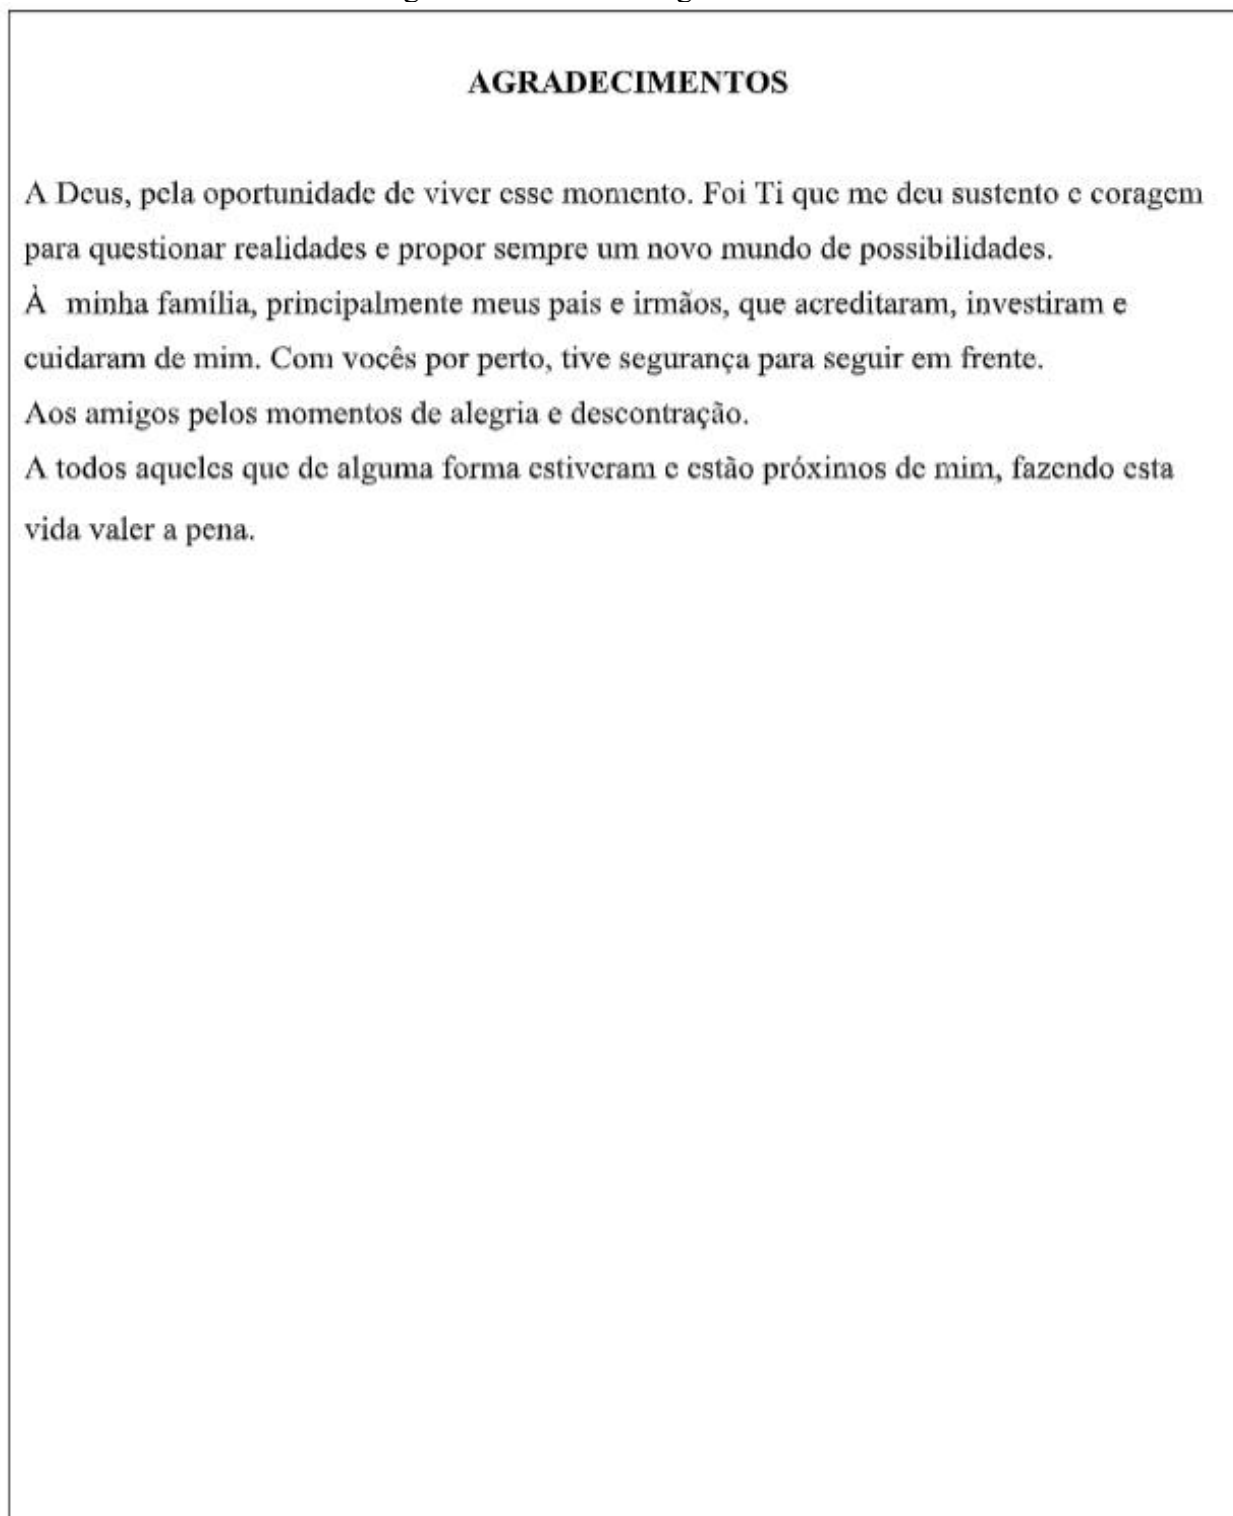 AGRADECIMENTOS
A Deus, pela oportunidade de viver esse momento. Foi Ti que me deu sustento e coragem
para questionar realidades e propor sempre um novo mundo de possibilidades.
À minha família, principalmente meus pais e irmãos, que acreditaram, investiram e
cuidaram de mim. Com vocês por perto, tive segurança para seguir em frente.
Aos amigos pelos momentos de alegria e descontração.
A todos aqueles que de alguma forma estiveram e estão próximos de mim, fazendo esta
vida valer a pena.